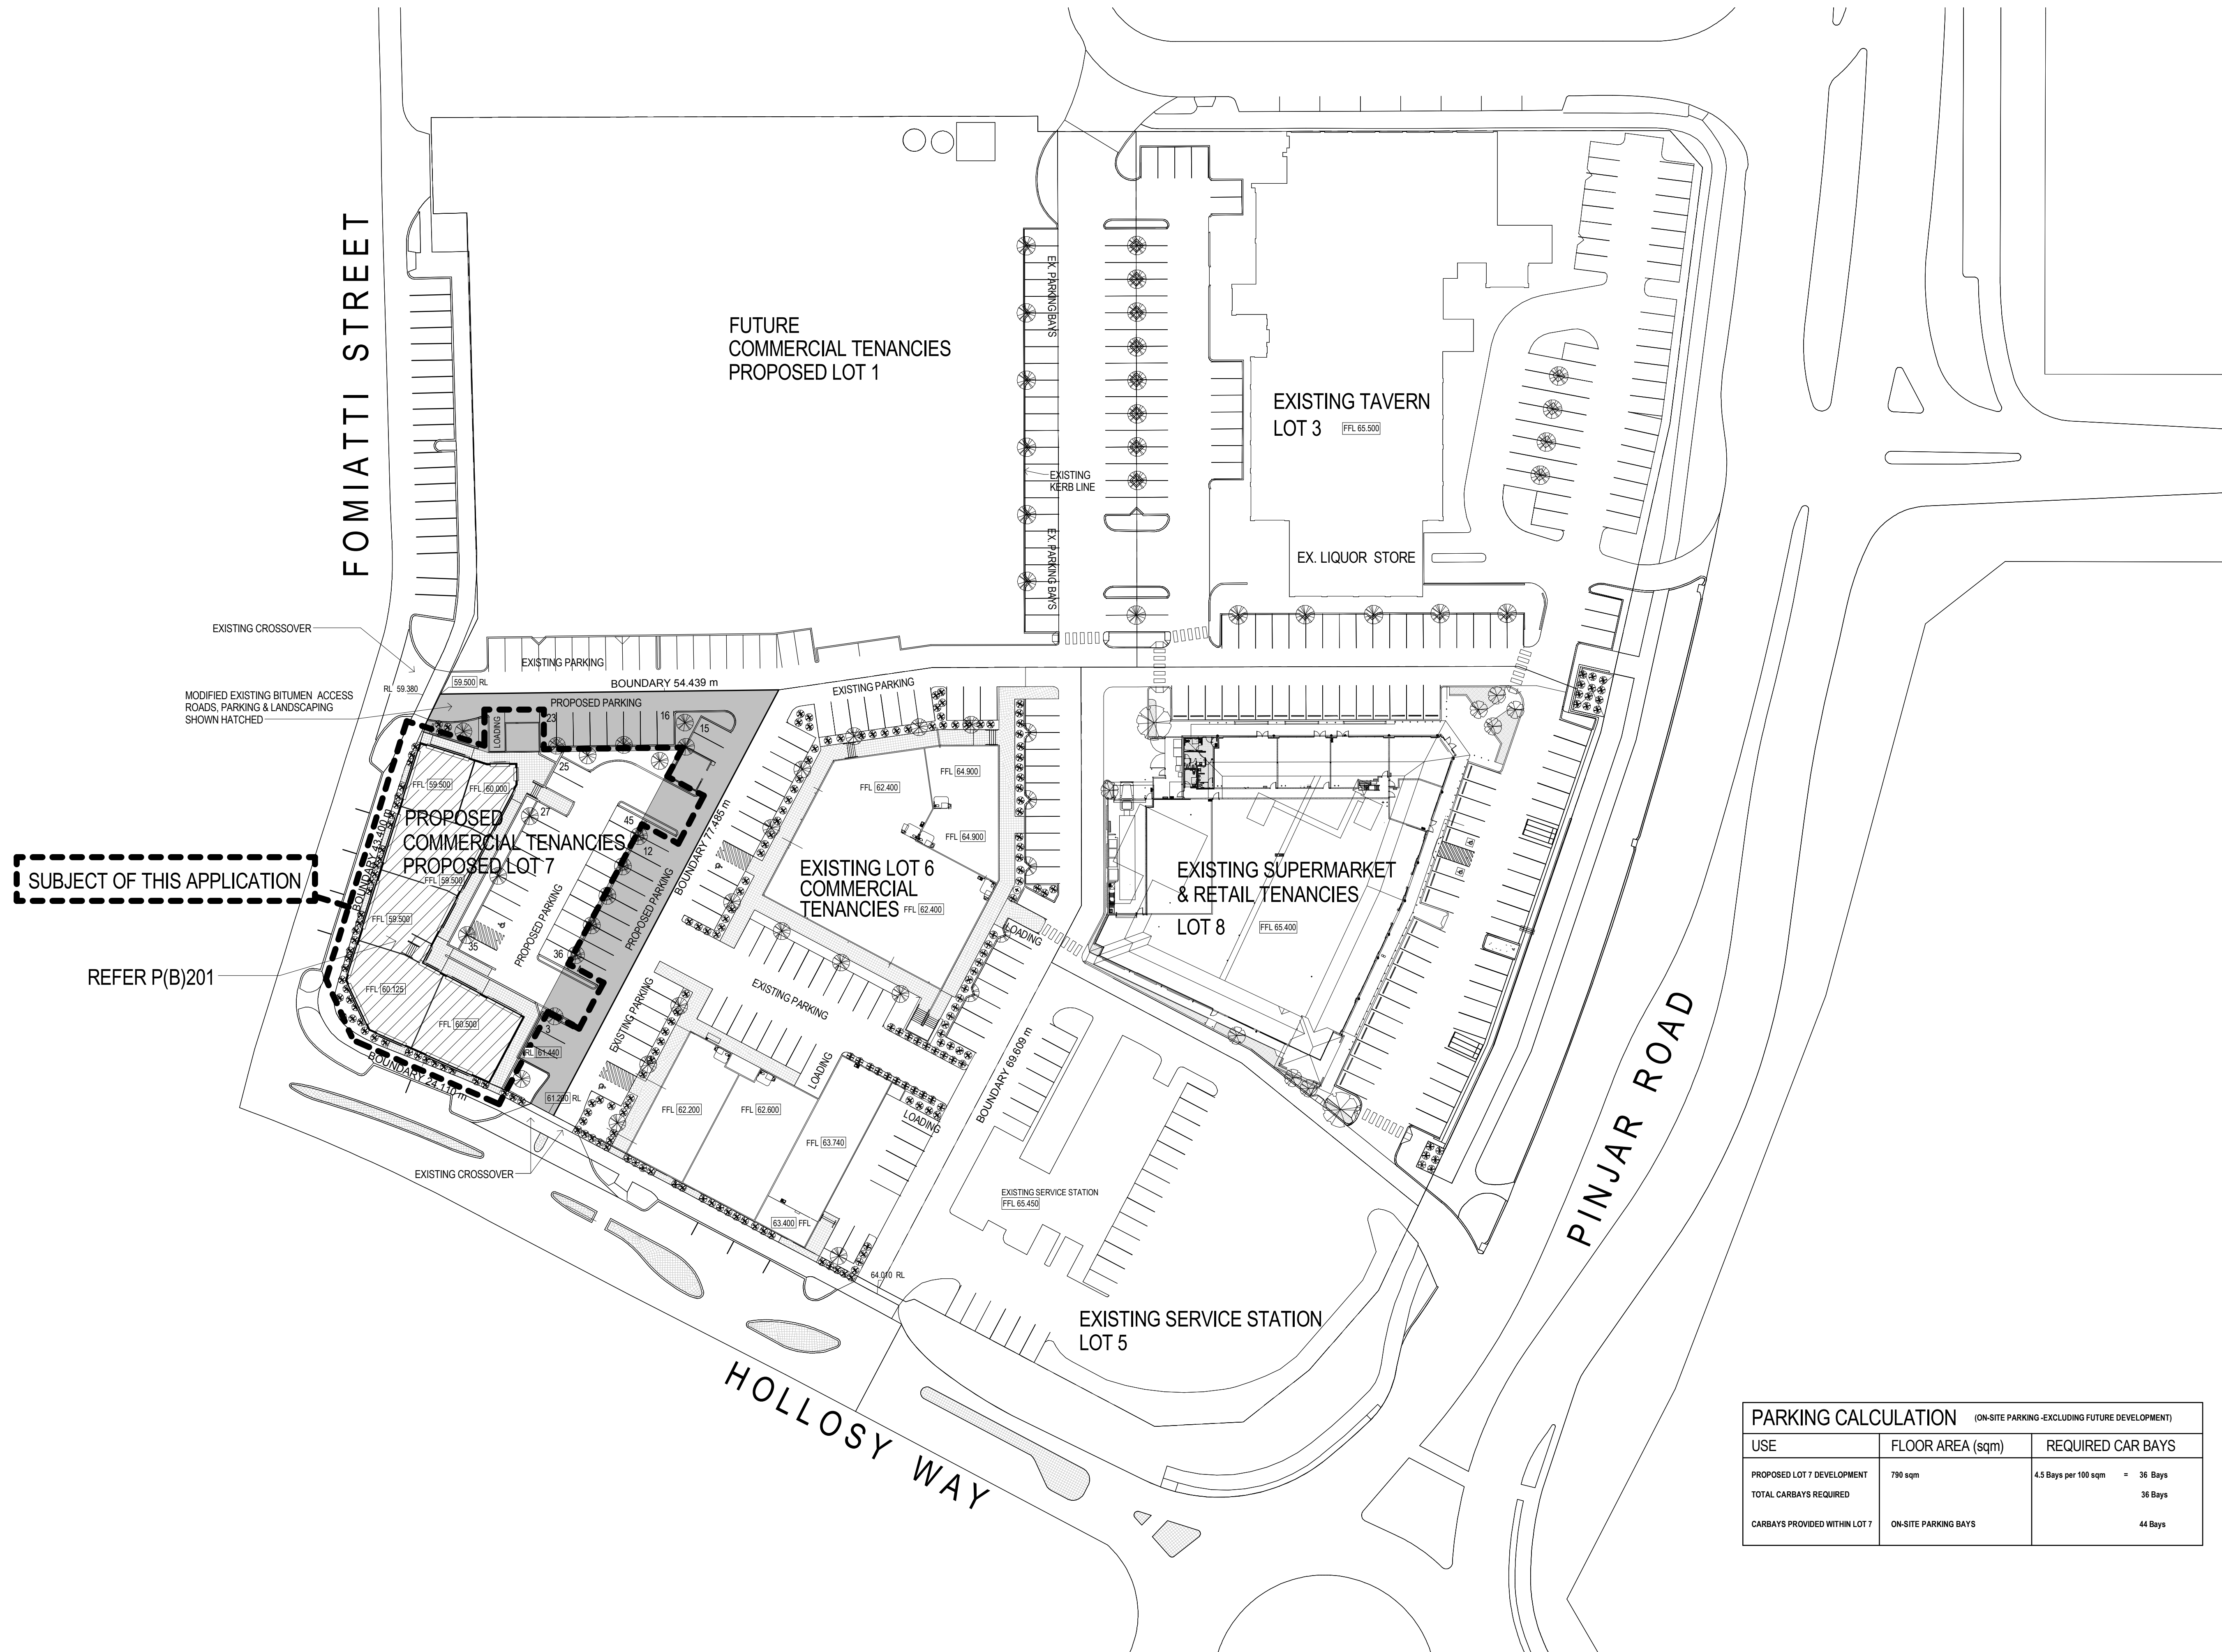 FOMIATTI STREET
FUTURE
COMMERCIAL TENANCIES
PROPOSED LOT 1
EX. PARKING BAYS
EXISTING
KERB LINE
EX. PARKING BAYS
EXISTING TAVERN
LOT 3 FFL 65.500
EX. LIQUOR STORE
EXISTING CROSSOVER
MODIFIED EXISTING BITUMEN ACCESS
ROADS, PARKING & LANDSCAPING
SHOWN HATCHED
RL 59.380
59.500 RL
EXISTING PARKING
BOUNDARY 54.439 m
PROPOSED PARKING
LOADING
23
16
15
25
27
45
12
36
35
3
FFL 59.500
FFL 60.000
PROPOSED
COMMERCIAL TENANCIES
PROPOSED LOT 7
FFL 59.500
FFL 59.500
FFL 60.125
FFL 60.500
BOUNDARY 43.400 m
SUBJECT OF THIS APPLICATION
REFER P(B)201
PROPOSED PARKING
PROPOSED PARKING
BOUNDARY 77.485 m
RL 61.440
BOUNDARY 24.110 m
61.290 RL
EXISTING CROSSOVER
EXISTING PARKING
FFL 62.400
FFL 64.900
FFL 64.900
EXISTING LOT 6
COMMERCIAL
TENANCIES FFL 62.400
LOADING
EXISTING PARKING
EXISTING PARKING
LOADING
LOADING
FFL 62.200
FFL 62.600
FFL 63.740
63.400 FFL
64.010 RL
BOUNDARY 69.609 m
EXISTING SUPERMARKET
& RETAIL TENANCIES
LOT 8 FFL 65.400
EXISTING SERVICE STATION
FFL 65.450
EXISTING SERVICE STATION
LOT 5
PINJAR ROAD
HOLLOSY WAY
PARKING CALCULATION (ON-SITE PARKING -EXCLUDING FUTURE DEVELOPMENT)
USE FLOOR AREA (sqm) REQUIRED CAR BAYS
PROPOSED LOT 7 DEVELOPMENT 790 sqm 4.5 Bays per 100 sqm = 36 Bays
TOTAL CARBAYS REQUIRED 36 Bays
CARBAYS PROVIDED WITHIN LOT 7 ON-SITE PARKING BAYS 44 Bays